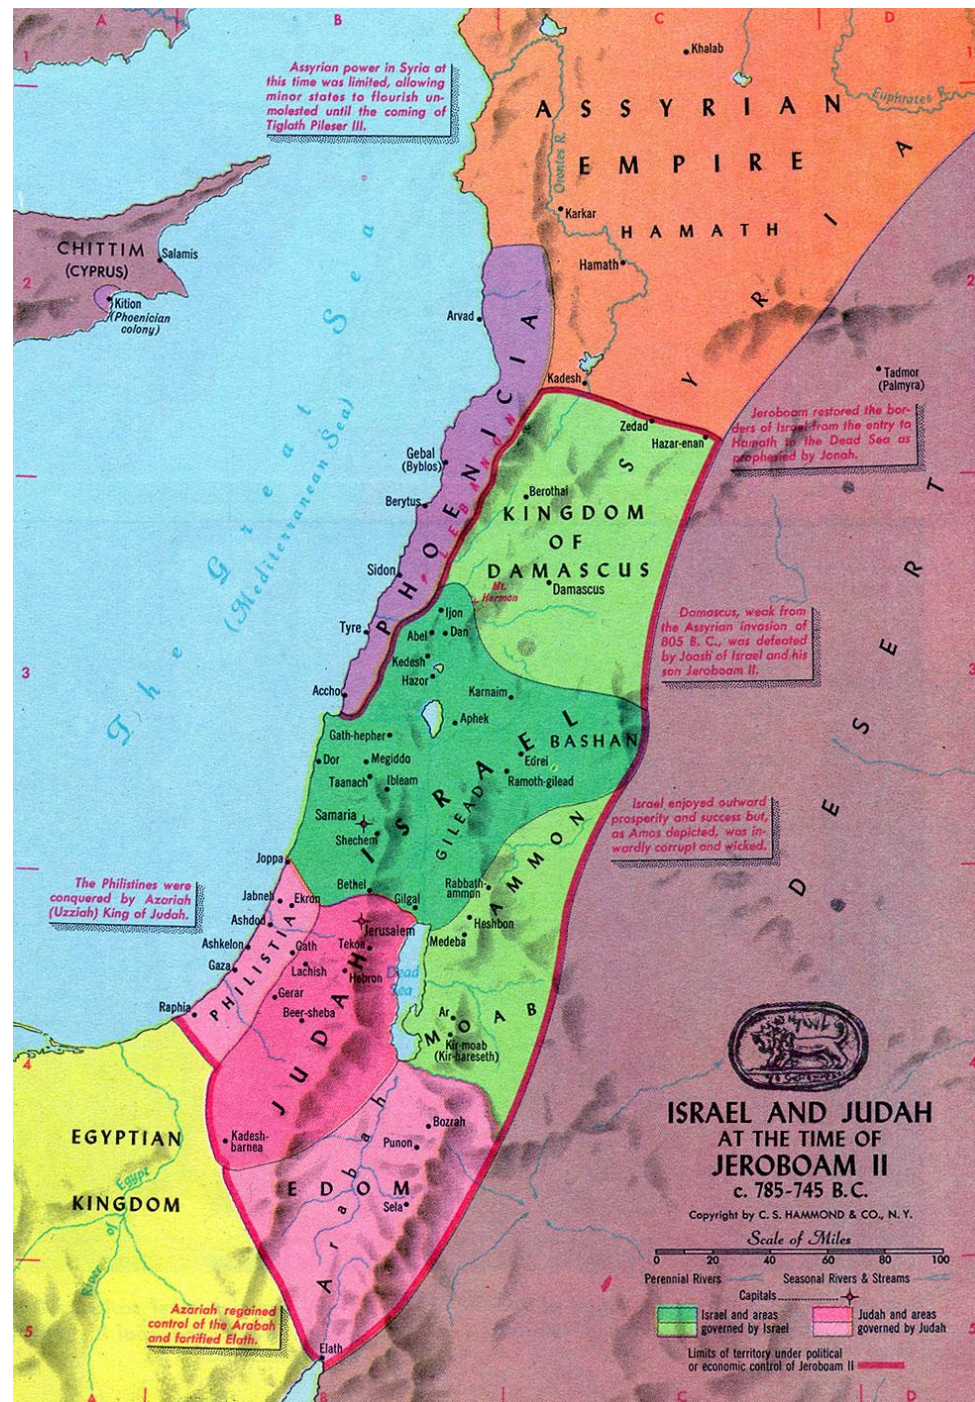 A
B
C
D
1
1
Assyrian power in Syria at
this time was limited, allowing
minor states to flourish un-
molested until the coming of
Tiglath Pileser III.
Khalab
Euphrates R.
ASSYRIAN
EMPIRE
Orontes R.
Karkar
HAMATH
Hamath
SYRIA
CHITTIM
(CYPRUS)
Salamis
2
2
Kition
(Phoenician
colony)
Arvad
Kadesh
Tadmor
(Palmyra)
Zedad
Hazar-enan
Jeroboam restored the bor-
ders of Israel from the entry to
Hamath to the Dead Sea as
prophesied by Jonah.
The Great Sea
(Mediterranean Sea)
PHOENICIA
LEBANON
Gebal
(Byblos)
Berytus
Berothai
KINGDOM
OF
DAMASCUS
Damascus
Mt.
Hermon
Sidon
Tyre
Ijon
Abel
Dan
Kedesh
Hazor
Damascus, weak from
the Assyrian invasion of
805 B. C., was defeated
by Joash of Israel and his
son Jeroboam II.
3
Accho
Karnaim
Aphek
Gath-hepher
ISRAEL
BASHAN
Dor
Megiddo
Edrei
Taanach
Ibleam
Ramoth-gilead
GILEAD
Samaria
Shechem
DESERT
Israel enjoyed outward
prosperity and success but,
as Amos depicted, was in-
wardly corrupt and wicked.
Joppa
AMMON
The Philistines were
conquered by Azariah
(Uzziah) King of Judah.
Bethel
Rabbath-
ammon
Jabneh
Ekron
Gilgal
Ashdod
Jerusalem
Heshbon
Ashkelon
Gath
Tekoa
Medeba
Gaza
Lachish
Hebron
Dead
Sea
PHILISTIA
Gerar
Raphia
Beer-sheba
Ar
MOAB
Kir-moab
(Kir-hareseth)
JUDAH
4
4
EGYPTIAN
KINGDOM
River of Egypt
Kadesh-
barnea
Bozrah
Punon
EDOM
Sela
Arabah
Azariah regained
control of the Arabah
and fortified Elath.
Elath
5
5
ISRAEL AND JUDAH
AT THE TIME OF
JEROBOAM II
c. 785-745 B.C.
Copyright by C. S. HAMMOND & CO., N. Y.
Scale of Miles
0 20 40 60 80 100
Perennial Rivers
Seasonal Rivers & Streams
Capitals
Israel and areas
governed by Israel
Judah and areas
governed by Judah
Limits of territory under political
or economic control of Jeroboam II
A
B
C
D